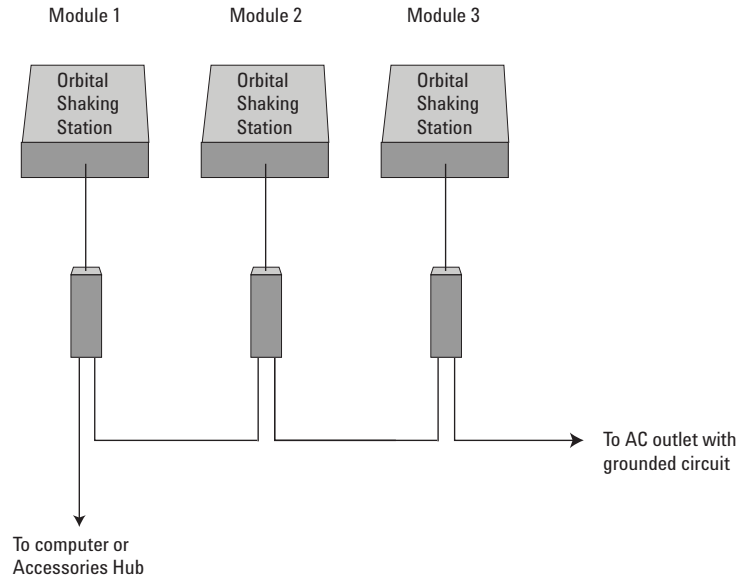 Module 1
Module 2
Module 3
Orbital
Shaking
Station
Orbital
Shaking
Station
Orbital
Shaking
Station
To AC outlet with
grounded circuit
To computer or
Accessories Hub